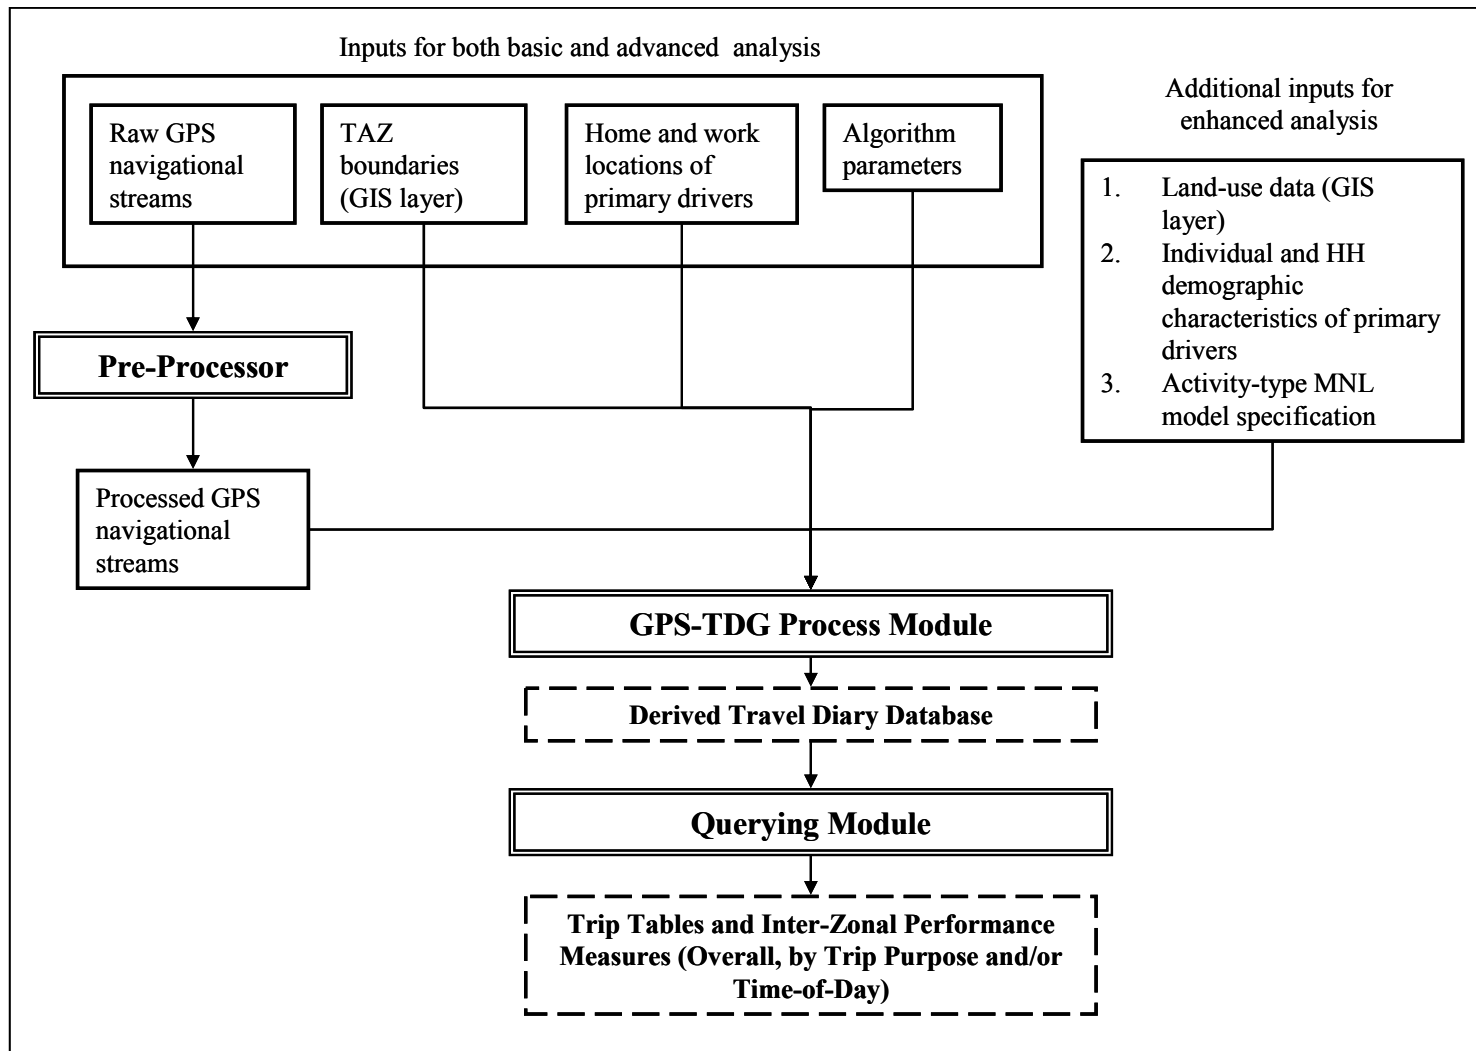 Inputs for both basic and advanced analysis
Raw GPS
navigational
streams
TAZ
boundaries
(GIS layer)
Home and work
locations of
primary drivers
Algorithm
parameters
Additional inputs for
enhanced analysis
1. Land-use data (GIS
layer)
2. Individual and HH
demographic
characteristics of primary
drivers
3. Activity-type MNL
model specification
Pre-Processor
Processed GPS
navigational
streams
GPS-TDG Process Module
Derived Travel Diary Database
Querying Module
Trip Tables and Inter-Zonal Performance
Measures (Overall, by Trip Purpose and/or
Time-of-Day)